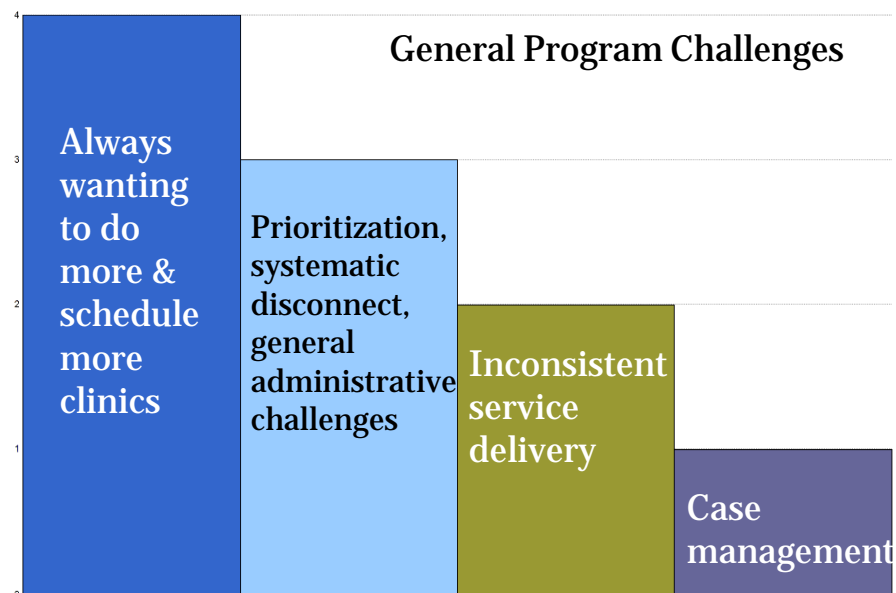 General Program Challenges
4
3
2
1
Always
wanting
to do
more &
schedule
more
clinics
Prioritization,
systematic
disconnect,
general
administrative
challenges
Inconsistent
service
delivery
Case
management